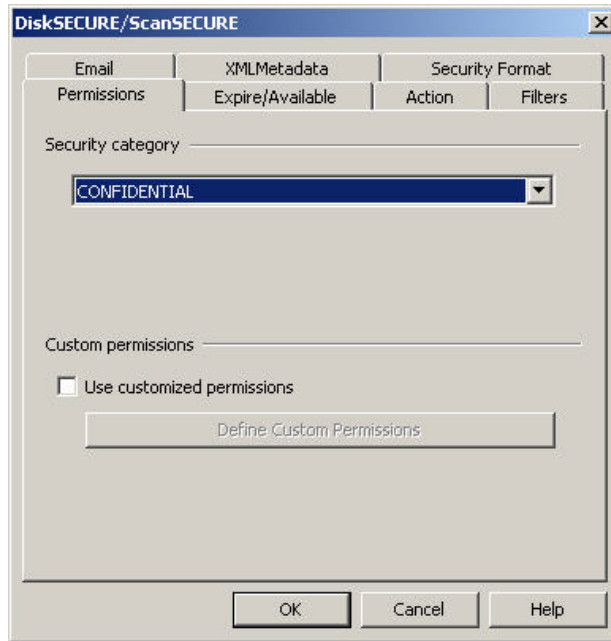 DiskSECURE/ScanSECURE
Email XMLMetadata Security Format
Permissions Expire/Available Action Filters
Security category
CONFIDENTIAL
Custom permissions
Use customized permissions
Define Custom Permissions
OK Cancel Help